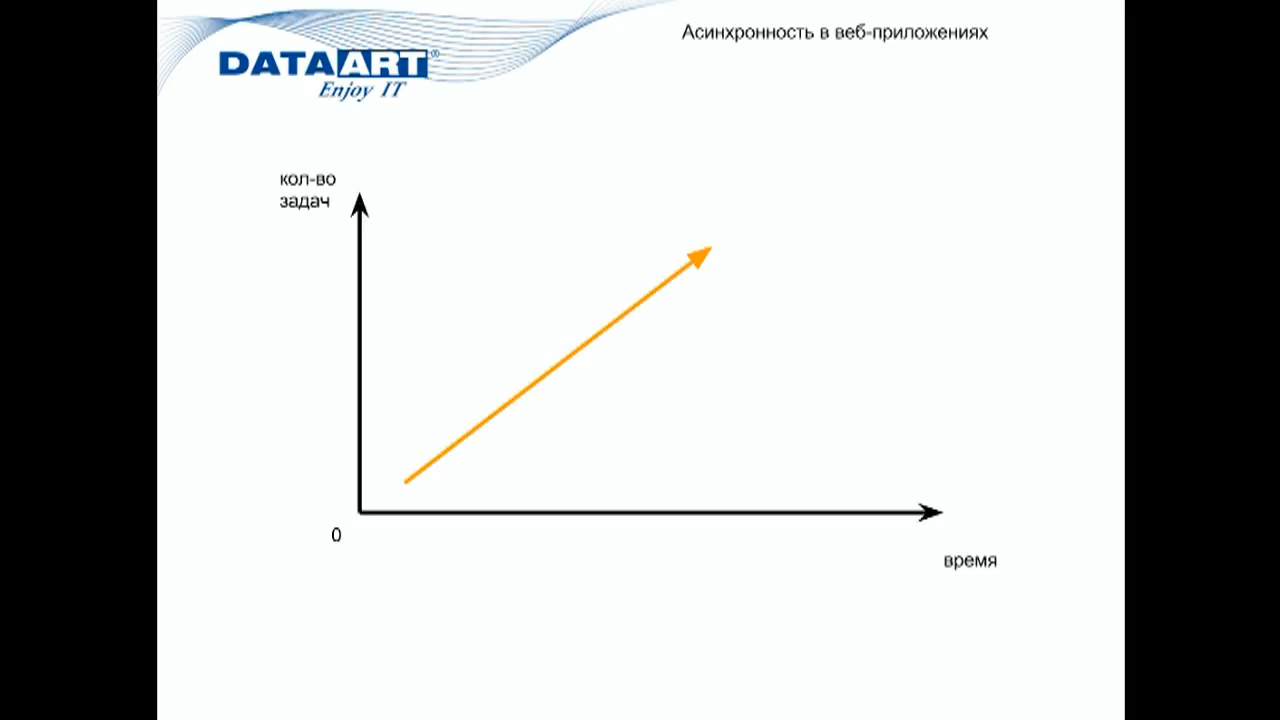 Асинхронность в веб-приложениях
DATAART®
Enjoy IT
кол-во
задач
0
время